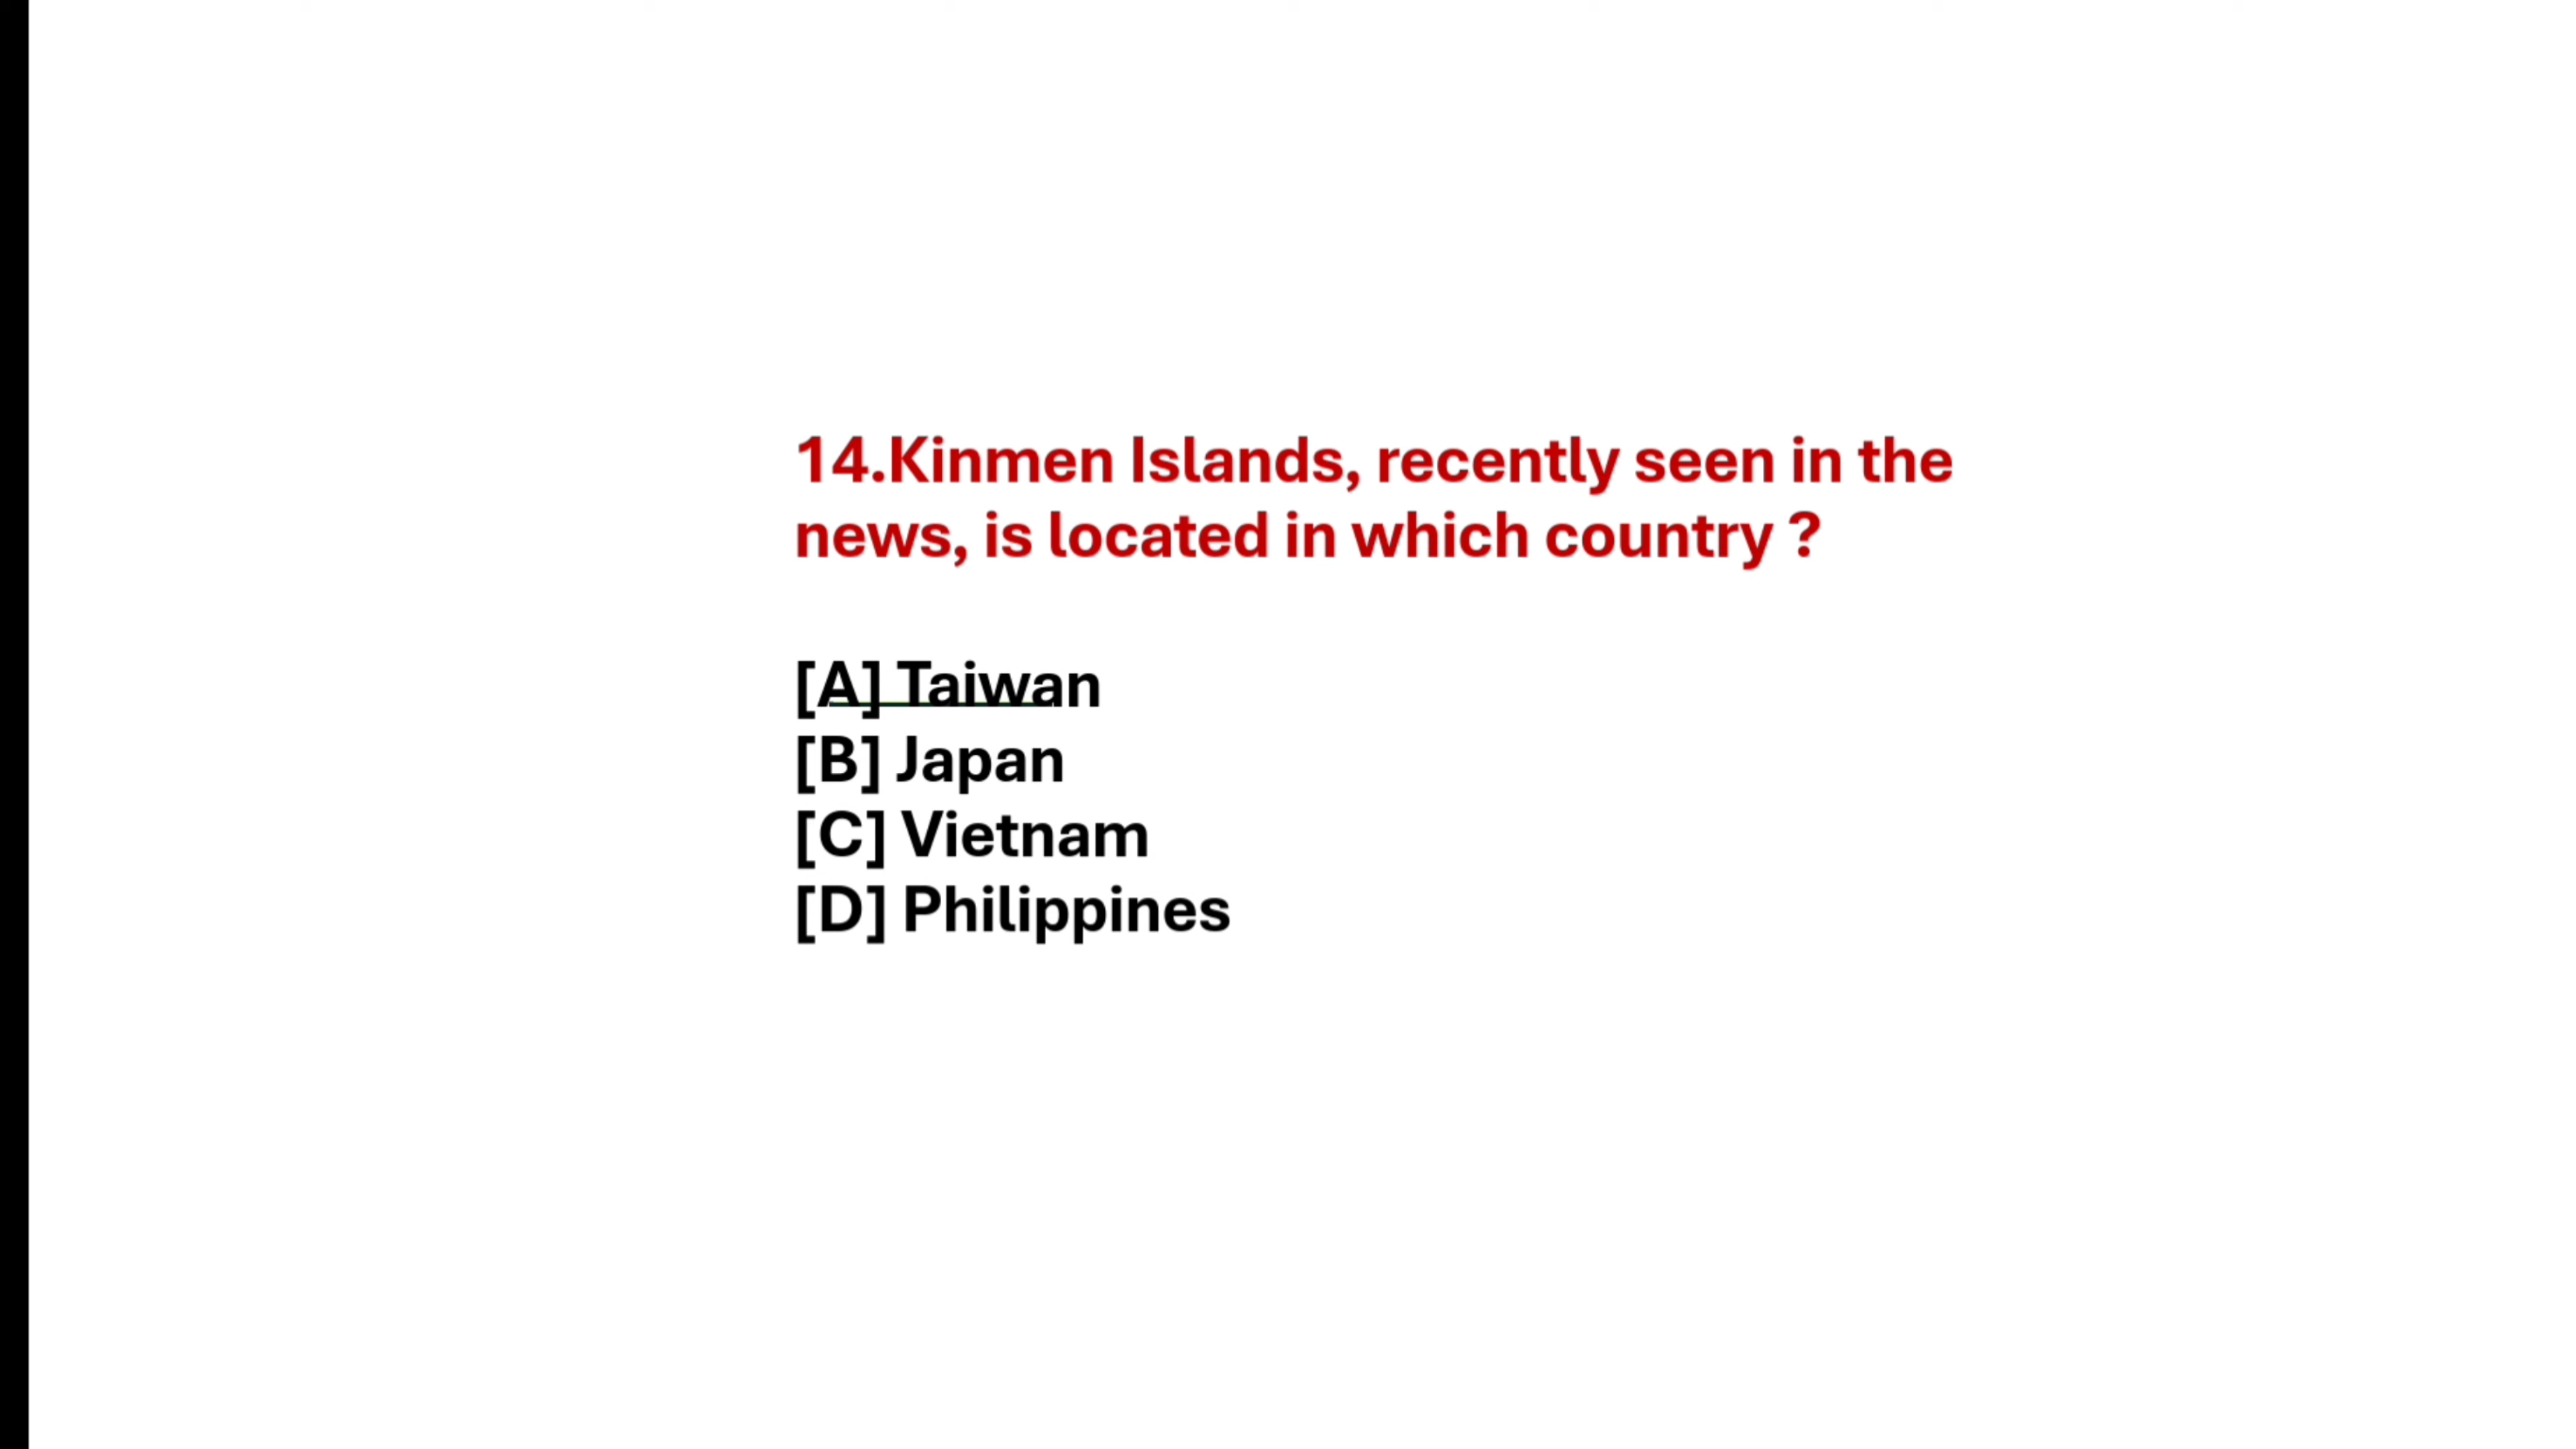 14.Kinmen Islands, recently seen in the
news, is located in which country ?
[A] Taiwan
[B] Japan
[C] Vietnam
[D] Philippines